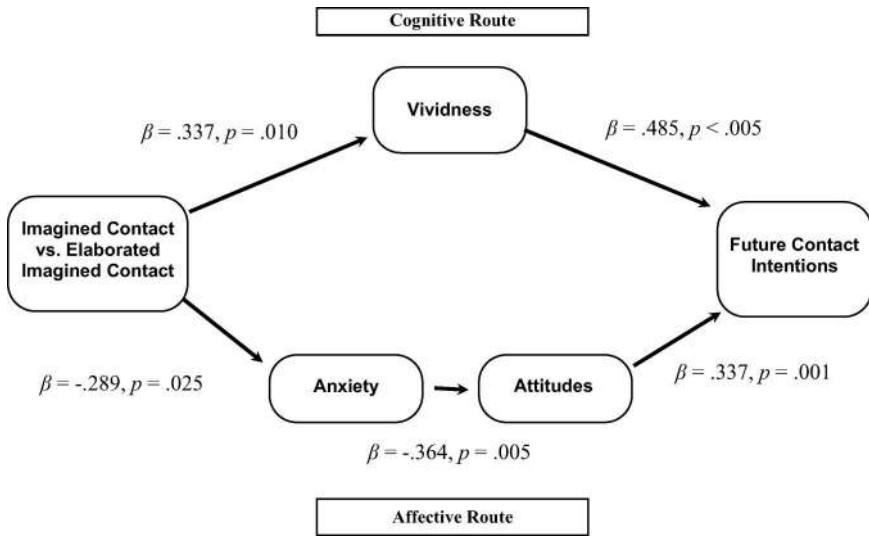 Cognitive Route
Vividness
β = .337, p = .010
β = .485, p < .005
Imagined Contact
vs. Elaborated
Imagined Contact
Future Contact
Intentions
β = -.289, p = .025
Anxiety
Attitudes
β = .337, p = .001
β = -.364, p = .005
Affective Route